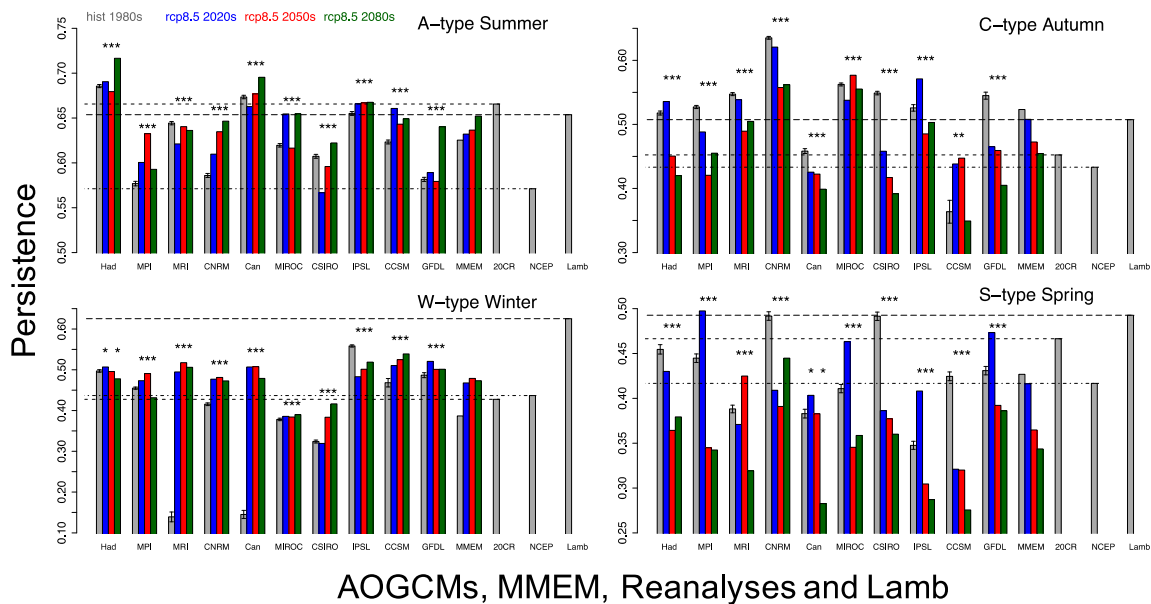 hist 1980s rcp8.5 2020s rcp8.5 2050s rcp8.5 2080s
A-type Summer
0.75
0.70
0.65
0.60
0.55
0.50
*** *** *** *** *** *** *** *** *** ***
Had MPI MRI CNRM Can MIROC CSIRO IPSL CCSM GFDL MMEM 20CR NCEP Lamb
C-type Autumn
0.60
0.50
0.40
0.30
*** *** *** *** *** *** *** *** ** ***
Had MPI MRI CNRM Can MIROC CSIRO IPSL CCSM GFDL MMEM 20CR NCEP Lamb
W-type Winter
0.60
0.50
0.40
0.30
0.20
0.10
* * *** *** *** *** *** *** *** *** ***
Had MPI MRI CNRM Can MIROC CSIRO IPSL CCSM GFDL MMEM 20CR NCEP Lamb
S-type Spring
0.50
0.45
0.40
0.35
0.30
0.25
*** *** *** *** * * *** *** *** *** ***
Had MPI MRI CNRM Can MIROC CSIRO IPSL CCSM GFDL MMEM 20CR NCEP Lamb
Persistence
AOGCMs, MMEM, Reanalyses and Lamb